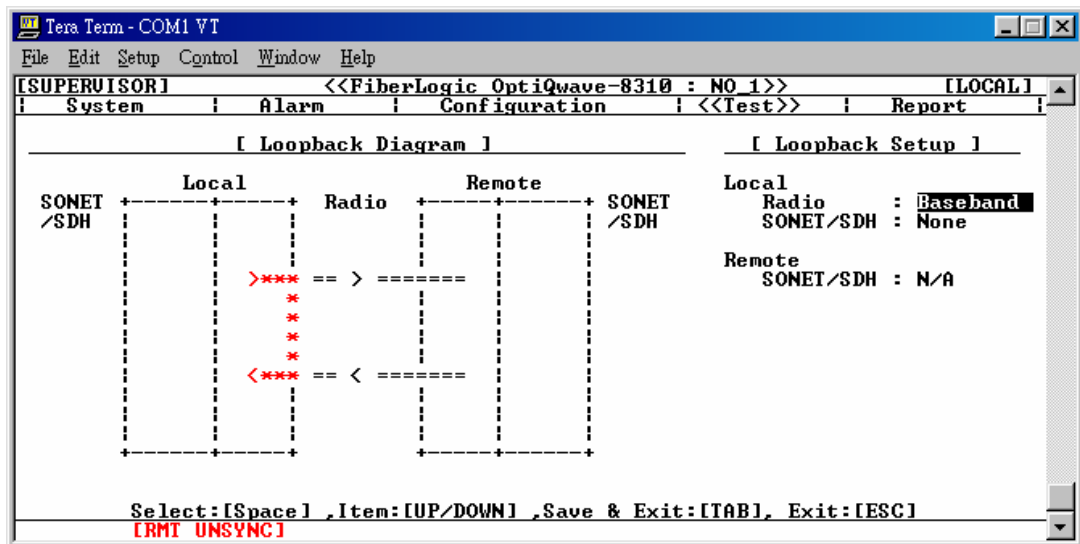 Tera Term - COM1 VT
File Edit Setup Control Window Help
[SUPERVISOR] <<FiberLogic OptiQwave-8310 : NO_1>> [LOCAL]
| System | Alarm | Configuration | <<Test>> | Report |
[ Loopback Diagram ] [ Loopback Setup ]
Local Remote Local
SONET +------+-----+ Radio +-----+------+ SONET Radio : Baseband
/SDH | | | | | | /SDH SONET/SDH : None
| | | | | |
| | | | | | Remote
| | >*** == > ======= | | SONET/SDH : N/A
| | * | | |
| | * | | |
| | * | | |
| | * | | |
| | <*** == < ======= | |
| | | | | |
| | | | | |
| | | | | |
+------+-----+ +-----+------+
Select:[Space] ,Item:[UP/DOWN] ,Save & Exit:[TAB], Exit:[ESC]
[RMT UNSYNC]